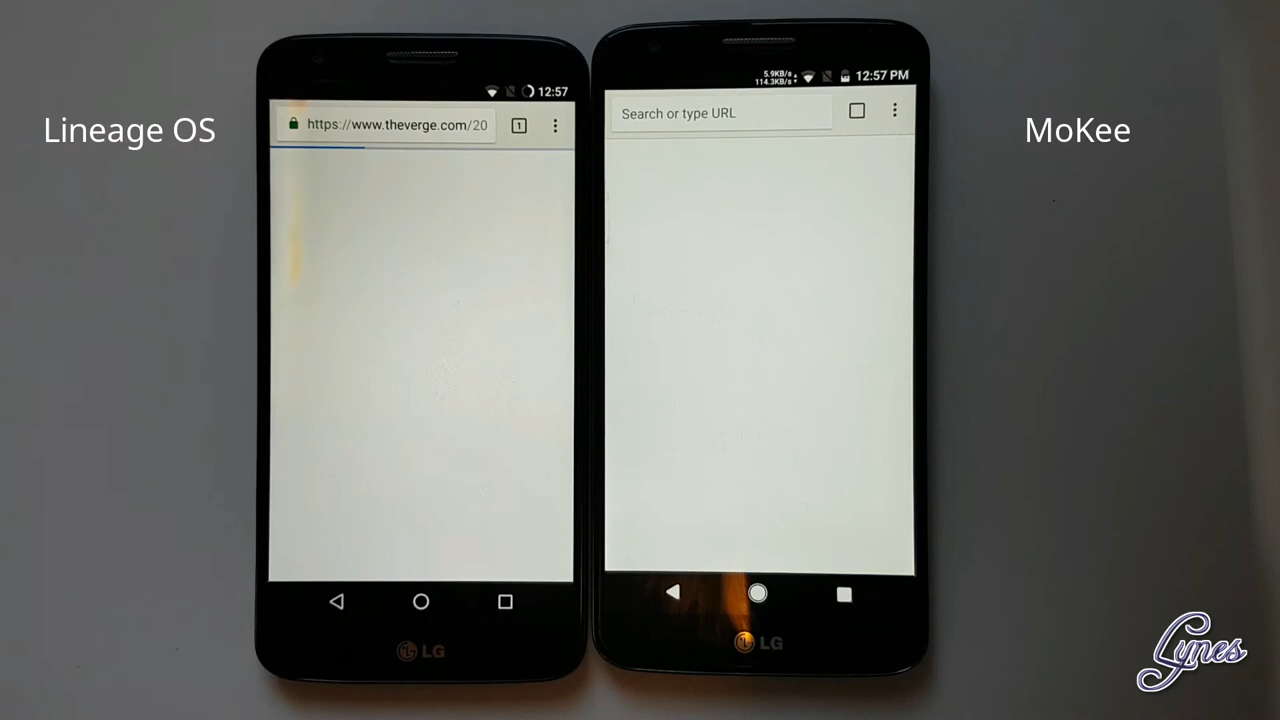 Lineage OS
MoKee
12:57
https://www.theverge.com/20
1
LG
5.9KB/s
114.3KB/s
12:57 PM
Search or type URL
LG
Lynes